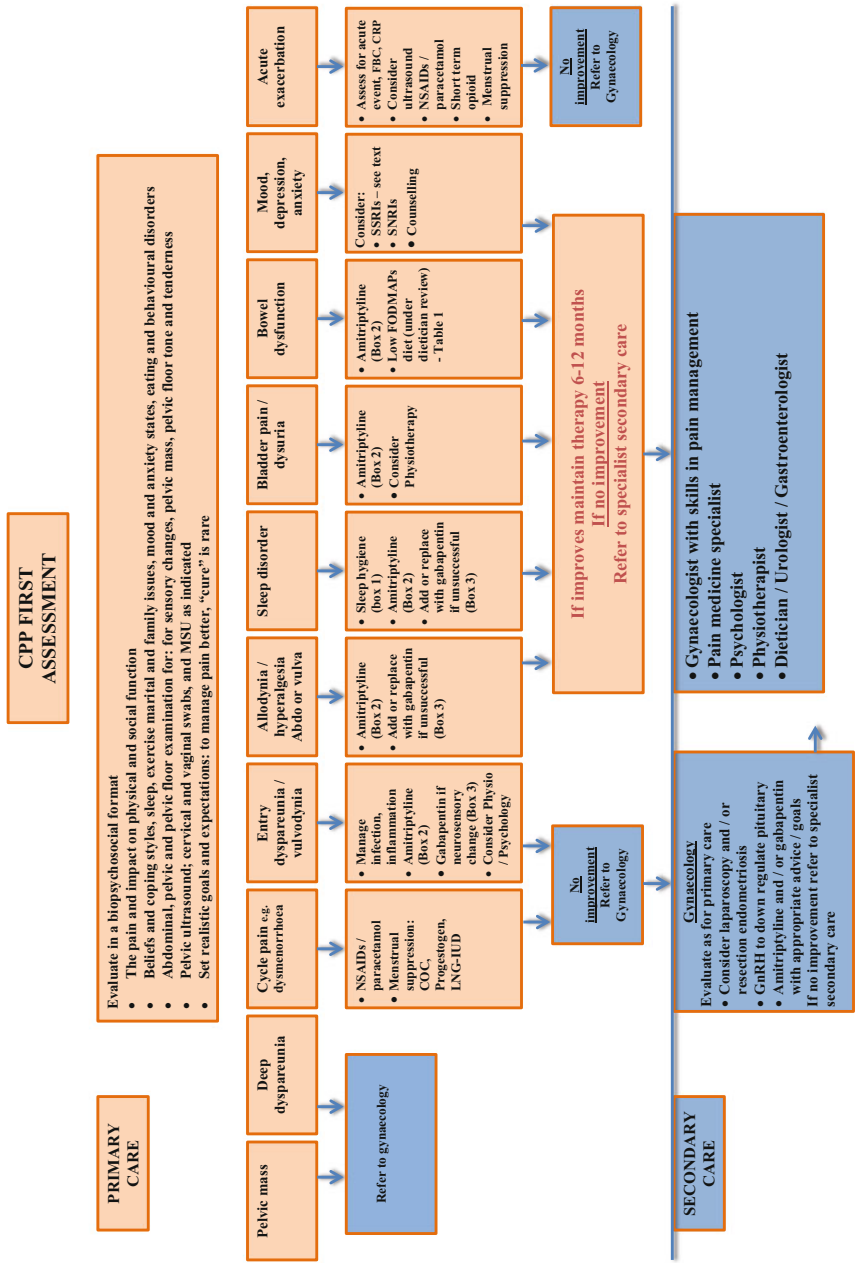 CPP FIRST
ASSESSMENT
PRIMARY
CARE
Evaluate in a biopsychosocial format
• The pain and impact on physical and social function
• Beliefs and coping styles, sleep, exercise marital and family issues, mood and anxiety states, eating and behavioural disorders
• Abdominal, pelvic and pelvic floor examination for: for sensory changes, pelvic mass, pelvic floor tone and tenderness
• Pelvic ultrasound; cervical and vaginal swabs, and MSU as indicated
• Set realistic goals and expectations: to manage pain better, “cure” is rare
Pelvic mass
Deep
dyspareunia
Refer to gynaecology
Cycle pain e.g.
dysmenorrhoea
• NSAIDs /
paracetamol
• Menstrual
suppression:
COC,
Progestogen,
LNG-IUD
Entry
dyspareunia /
vulvodynia
• Manage
infection,
inflammation
• Amitriptyline
(Box 2)
• Gabapentin if
neurosensory
change (Box 3)
• Consider Physio
/ Psychology
Allodynia /
hyperalgesia
Abdo or vulva
• Amitriptyline
(Box 2)
• Add or replace
with gabapentin
if unsuccessful
(Box 3)
Sleep disorder
• Sleep hygiene
(box 1)
• Amitriptyline
(Box 2)
• Add or replace
with gabapentin
if unsuccessful
(Box 3)
Bladder pain /
dysuria
• Amitriptyline
(Box 2)
• Consider
Physiotherapy
Bowel
dysfunction
• Amitriptyline
(Box 2)
• Low FODMAPs
diet (under
dietician review)
- Table 1
Mood,
depression,
anxiety
Consider:
• SSRIs – see text
• SNRIs
• Counselling
Acute
exacerbation
• Assess for acute
event, FBC, CRP
• Consider
ultrasound
• NSAIDs /
paracetamol
• Short term
opioid
• Menstrual
suppression
No
improvement
Refer to
Gynaecology
If improves maintain therapy 6-12 months
If no improvement
Refer to specialist secondary care
No
improvement
Refer to
Gynaecology
SECONDARY
CARE
Gynaecology
Evaluate as for primary care
• Consider laparoscopy and / or
resection endometriosis
• GnRH to down regulate pituitary
• Amitriptyline and / or gabapentin
with appropriate advice / goals
If no improvement refer to specialist
secondary care
• Gynaecologist with skills in pain management
• Pain medicine specialist
• Psychologist
• Physiotherapist
• Dietician / Urologist / Gastroenterologist